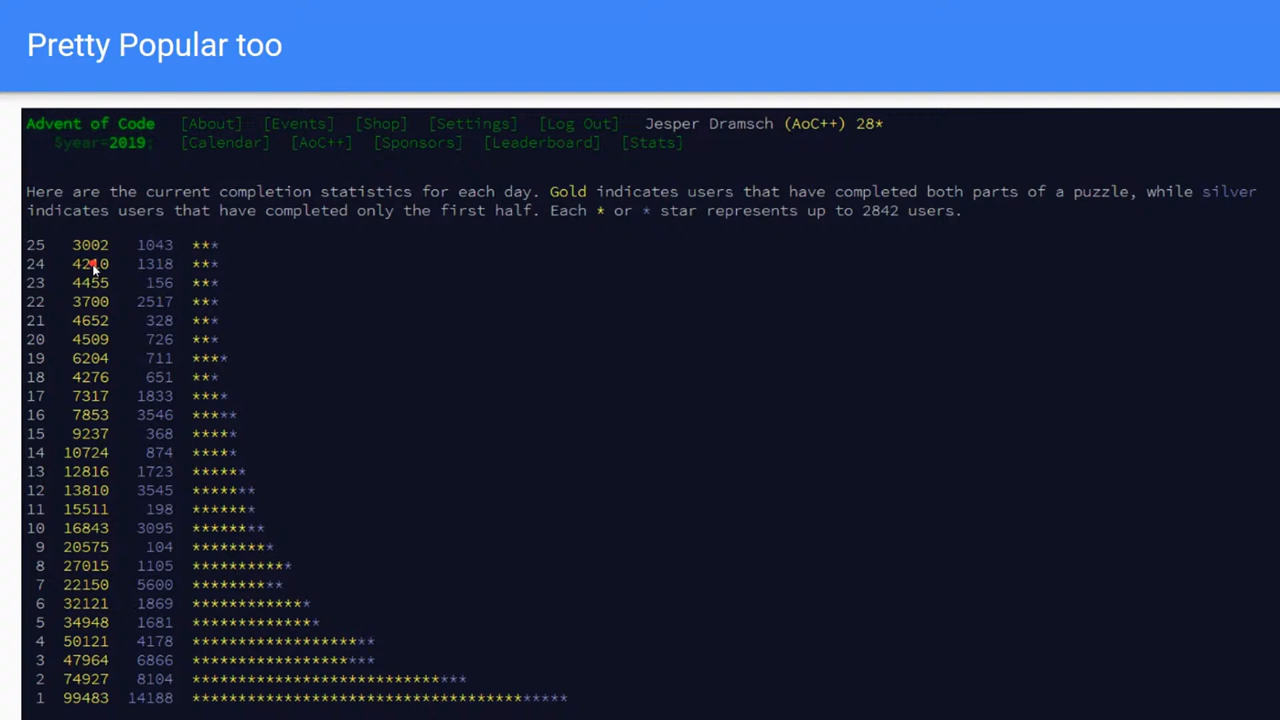 Pretty Popular too
Advent of Code [About] [Events] [Shop] [Settings] [Log Out] Jesper Dramsch (AoC++) 28*
$year=2019; [Calendar] [AoC++] [Sponsors] [Leaderboard] [Stats]
Here are the current completion statistics for each day. Gold indicates users that have completed both parts of a puzzle, while silver
indicates users that have completed only the first half. Each * or * star represents up to 2842 users.
25 3002 1043 ***
24 4210 1318 ***
23 4455 156 ***
22 3700 2517 ***
21 4652 328 ***
20 4509 726 ***
19 6204 711 ****
18 4276 651 ***
17 7317 1833 ****
16 7853 3546 *****
15 9237 368 *****
14 10724 874 *****
13 12816 1723 ******
12 13810 3545 *******
11 15511 198 *******
10 16843 3095 ********
9 20575 104 *********
8 27015 1105 ***********
7 22150 5600 **********
6 32121 1869 *************
5 34948 1681 **************
4 50121 4178 ********************
3 47964 6866 ********************
2 74927 8104 ******************************
1 99483 14188 *****************************************